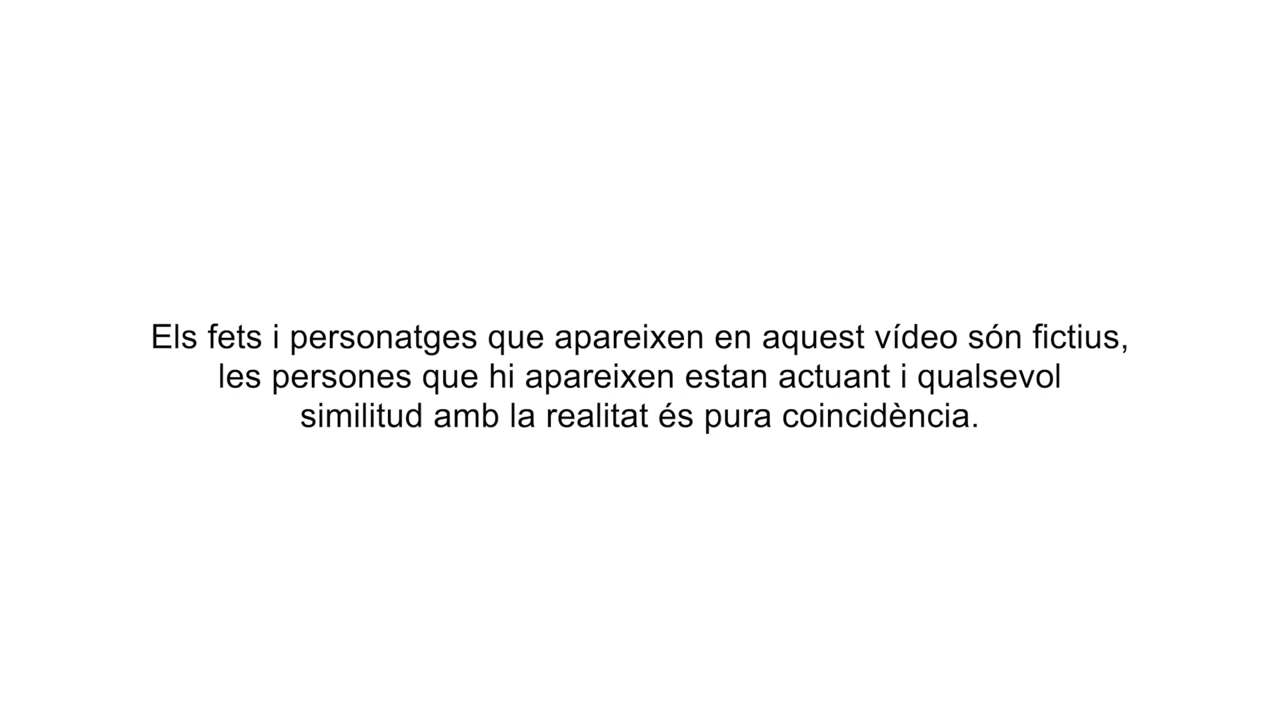 Els fets i personatges que apareixen en aquest vídeo són fictius,
les persones que hi apareixen estan actuant i qualsevol
similitud amb la realitat és pura coincidència.